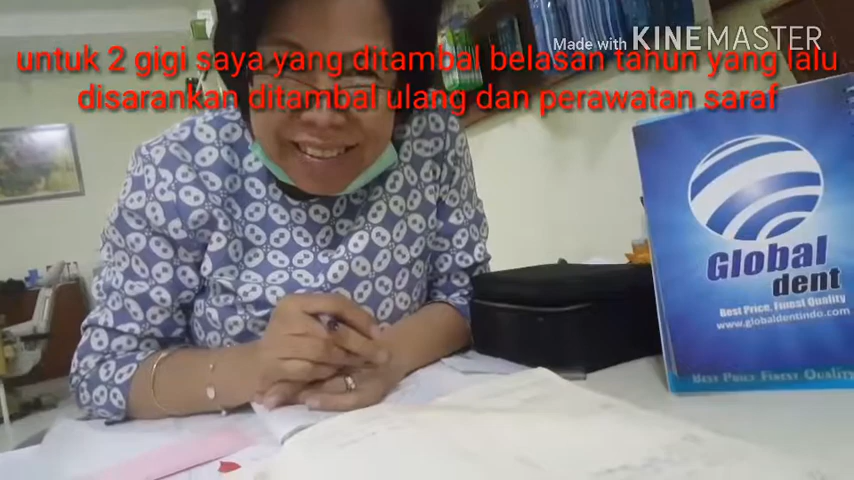 Made with KINEMASTER
untuk 2 gigi saya yang ditambal belasan tahun yang lalu
disarankan ditambal ulang dan perawatan saraf
Global
dent
Best Price, Finest Quality
www.globaldentindo.com
Best Price Finest Quality